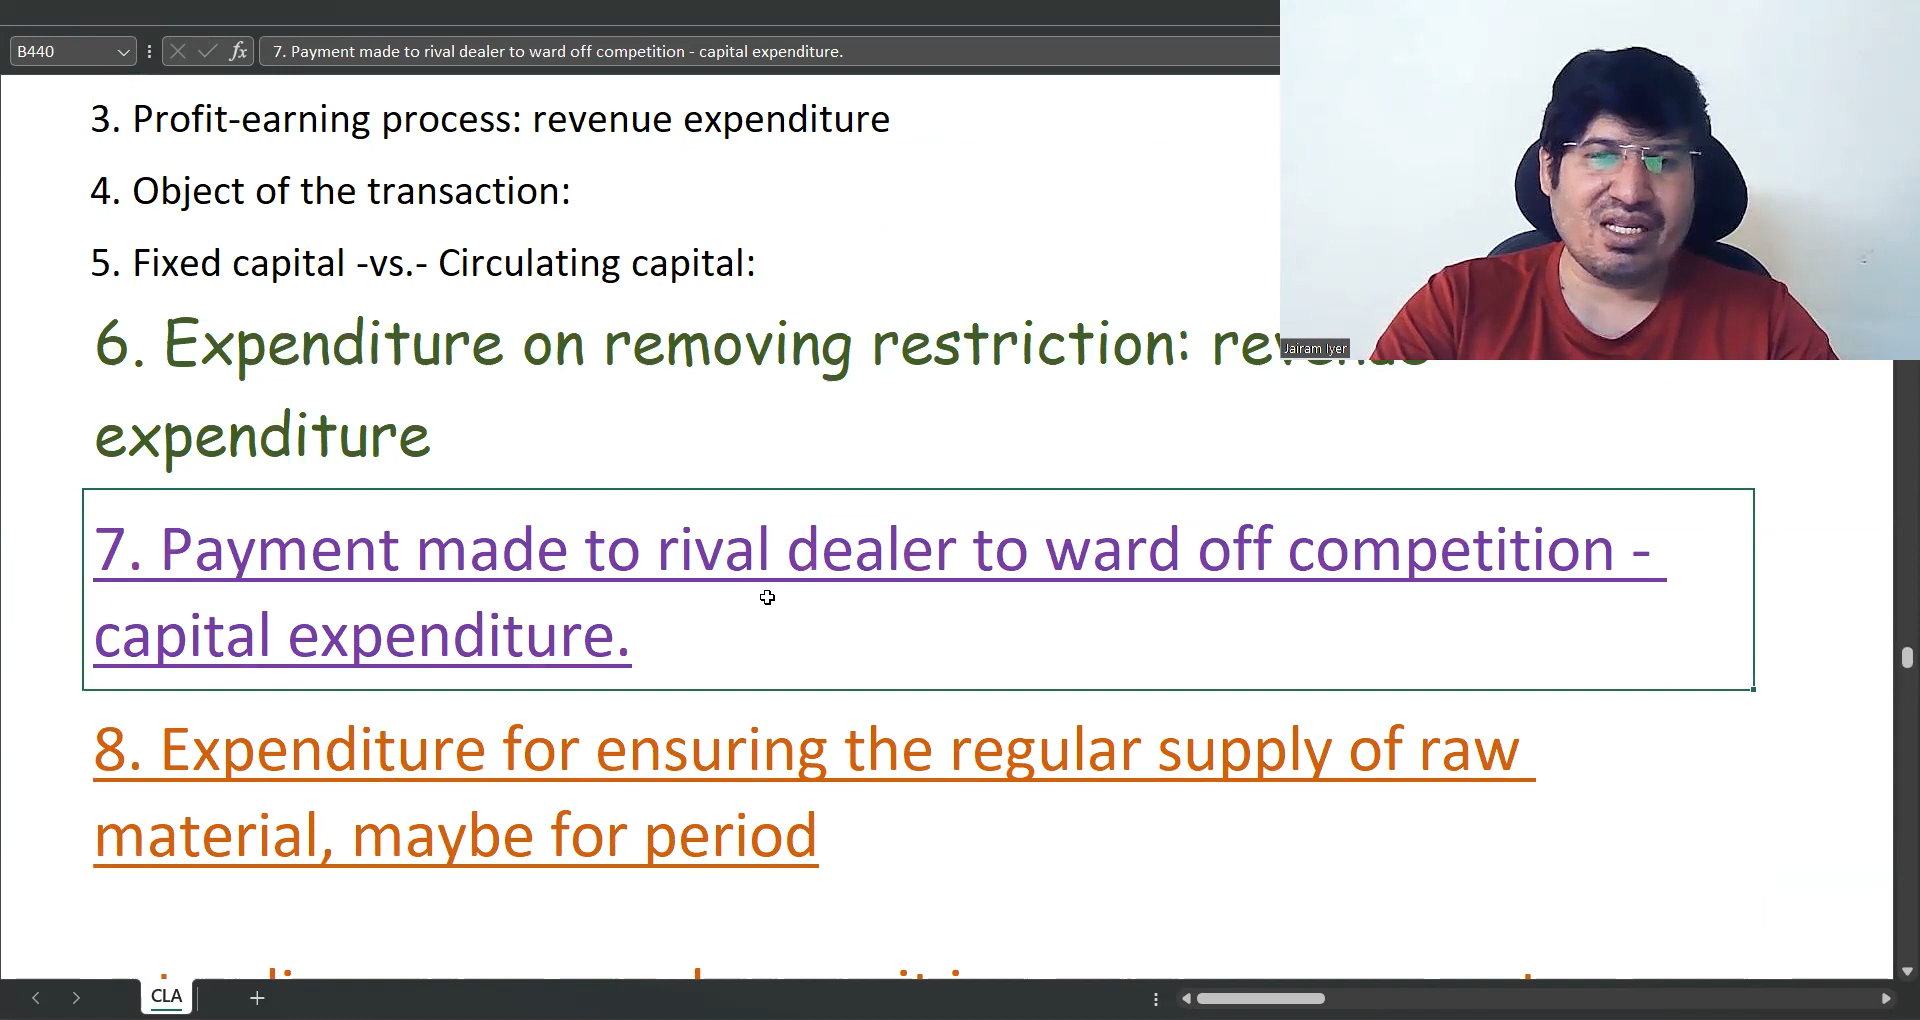 B440
fx
7. Payment made to rival dealer to ward off competition - capital expenditure.
3. Profit-earning process: revenue expenditure
4. Object of the transaction:
5. Fixed capital -vs.- Circulating capital:
6. Expenditure on removing restriction: revenue
expenditure
Jairam Iyer
7. Payment made to rival dealer to ward off competition -
capital expenditure.
8. Expenditure for ensuring the regular supply of raw
material, maybe for period
CLA